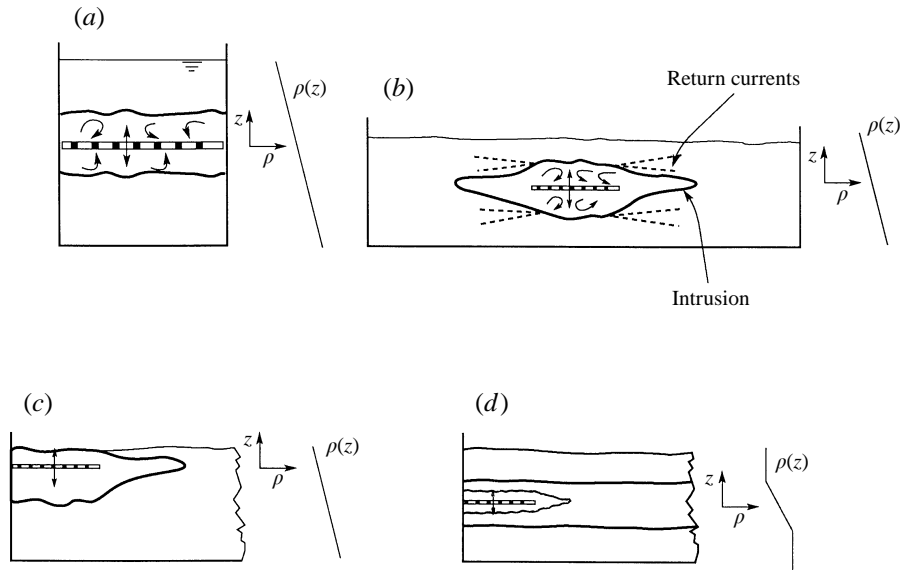 (a)
ρ(z)
z
ρ
(b)
Return currents
ρ(z)
z
ρ
Intrusion
(c)
z
ρ(z)
ρ
(d)
ρ(z)
z
ρ